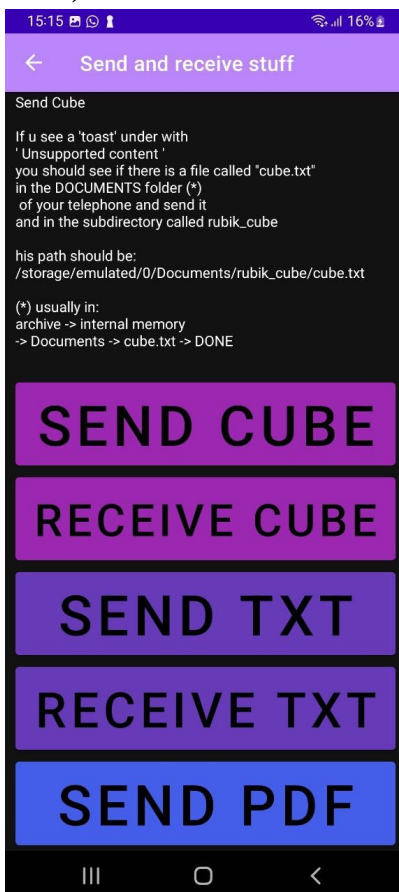 15:15 16%
Send and receive stuff
Send Cube
If u see a 'toast' under with
' Unsupported content '
you should see if there is a file called "cube.txt"
in the DOCUMENTS folder (*)
of your telephone and send it
and in the subdirectory called rubik_cube
his path should be:
/storage/emulated/0/Documents/rubik_cube/cube.txt
(*) usually in:
archive -> internal memory
-> Documents -> cube.txt -> DONE
SEND CUBE
RECEIVE CUBE
SEND TXT
RECEIVE TXT
SEND PDF